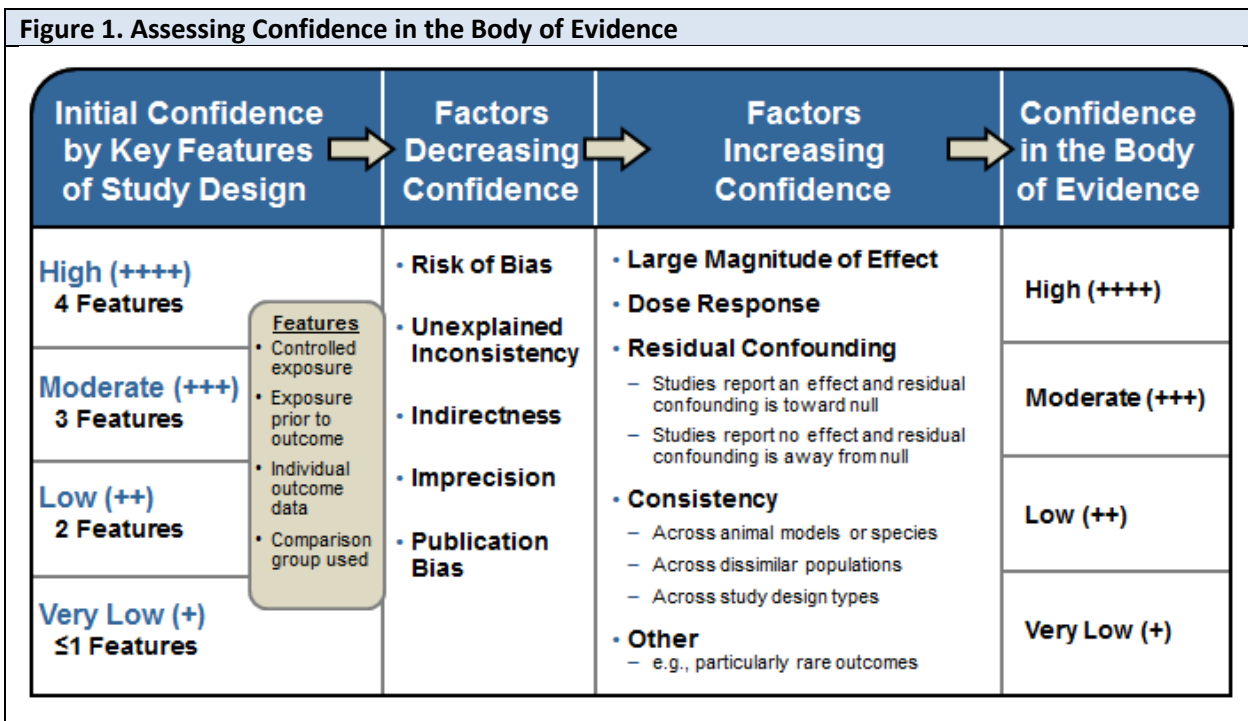 Figure 1. Assessing Confidence in the Body of Evidence
Initial Confidence
by Key Features
of Study Design
Factors
Decreasing
Confidence
Factors
Increasing
Confidence
Confidence
in the Body
of Evidence
High (++++)
4 Features
Moderate (+++)
3 Features
Low (++)
2 Features
Very Low (+)
≤1 Features
Features
• Controlled
exposure
• Exposure
prior to
outcome
• Individual
outcome
data
• Comparison
group used
• Risk of Bias
• Unexplained
Inconsistency
• Indirectness
• Imprecision
• Publication
Bias
• Large Magnitude of Effect
• Dose Response
• Residual Confounding
– Studies report an effect and residual
confounding is toward null
– Studies report no effect and residual
confounding is away from null
• Consistency
– Across animal models or species
– Across dissimilar populations
– Across study design types
• Other
– e.g., particularly rare outcomes
High (++++)
Moderate (+++)
Low (++)
Very Low (+)